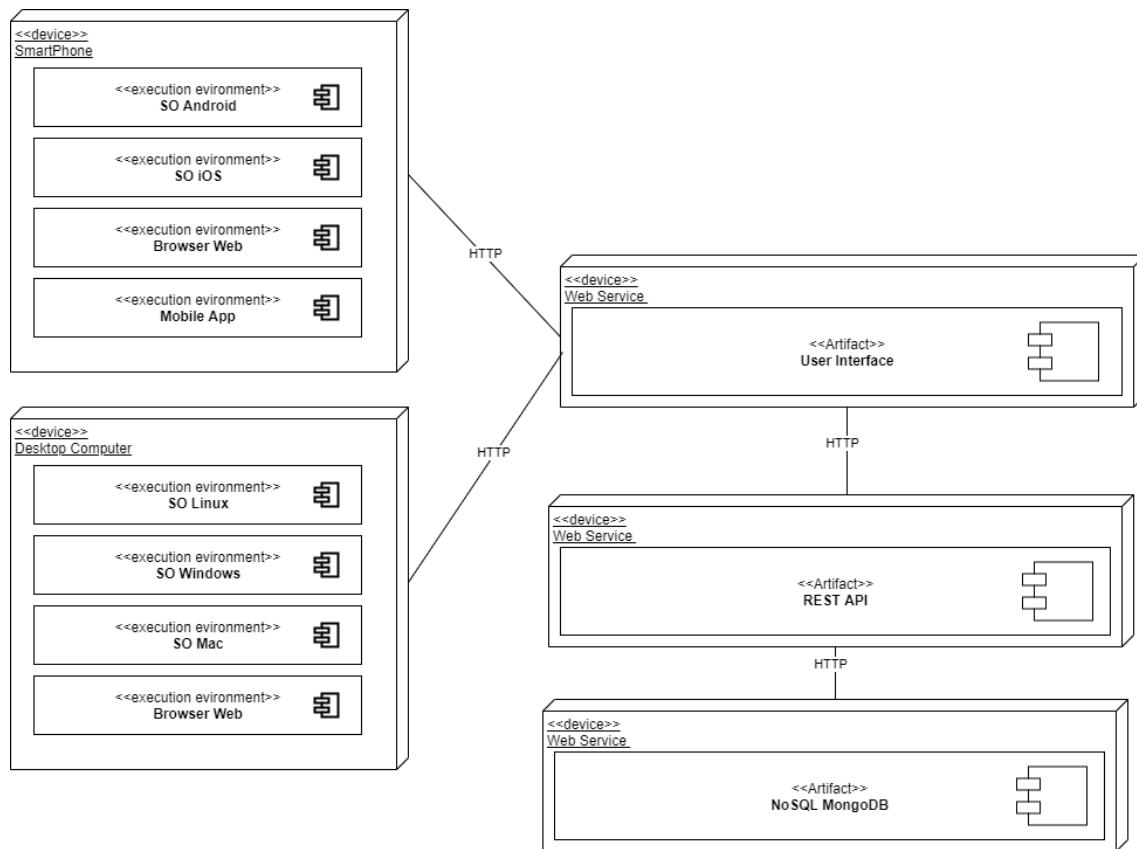 <<device>>
SmartPhone
<<execution evironment>>
SO Android
<<execution evironment>>
SO iOS
<<execution evironment>>
Browser Web
<<execution evironment>>
Mobile App
HTTP
<<device>>
Desktop Computer
<<execution evironment>>
SO Linux
<<execution evironment>>
SO Windows
<<execution evironment>>
SO Mac
<<execution evironment>>
Browser Web
HTTP
<<device>>
Web Service
<<Artifact>>
User Interface
HTTP
<<device>>
Web Service
<<Artifact>>
REST API
HTTP
<<device>>
Web Service
<<Artifact>>
NoSQL MongoDB